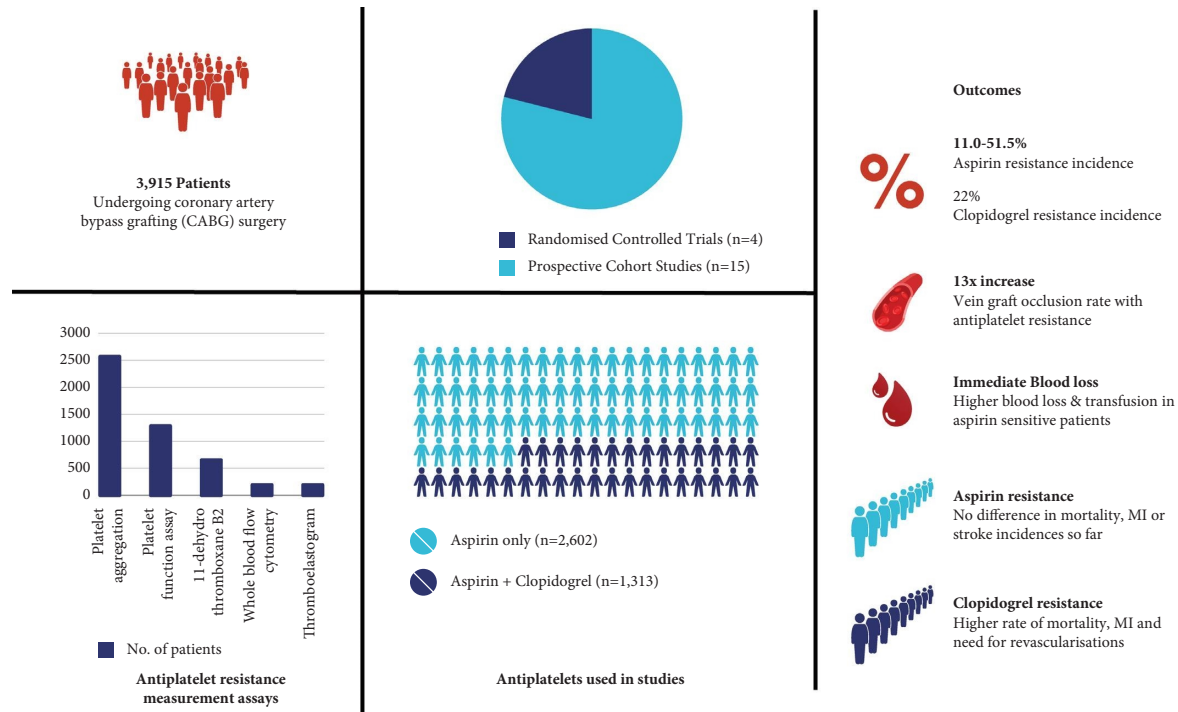 3,915 Patients
Undergoing coronary artery
bypass grafting (CABG) surgery
Randomised Controlled Trials (n=4)
Prospective Cohort Studies (n=15)
3000
2500
2000
1500
1000
500
0
Platelet
aggregation
Platelet
function assay
11-dehydro
thromboxane B2
Whole blood flow
cytometry
Thromboelastogram
No. of patients
Antiplatelet resistance
measurement assays
Aspirin only (n=2,602)
Aspirin + Clopidogrel (n=1,313)
Antiplatelets used in studies
Outcomes
%
11.0-51.5%
Aspirin resistance incidence
22%
Clopidogrel resistance incidence
13x increase
Vein graft occlusion rate with
antiplatelet resistance
Immediate Blood loss
Higher blood loss & transfusion in
aspirin sensitive patients
Aspirin resistance
No difference in mortality, MI or
stroke incidences so far
Clopidogrel resistance
Higher rate of mortality, MI and
need for revascularisations